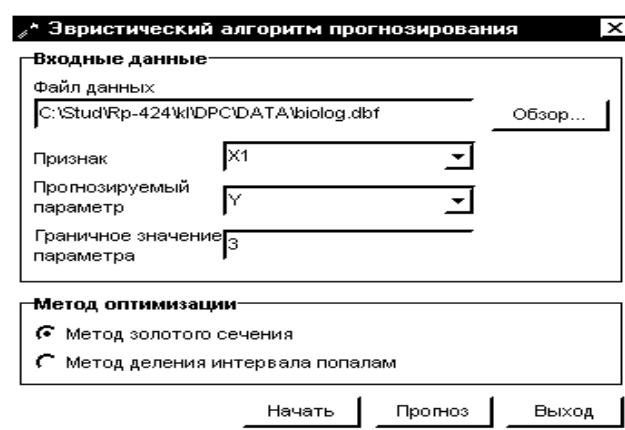 Эвристический алгоритм прогнозирования
Входные данные
Файл данных
C:\Stud\Rp-424\kl\DPC\DATA\biolog.dbf
Обзор...
Признак
X1
Прогнозируемый
параметр
Y
Граничное значение
параметра
3
Метод оптимизации
Метод золотого сечения
Метод деления интервала попалам
Начать
Прогноз
Выход